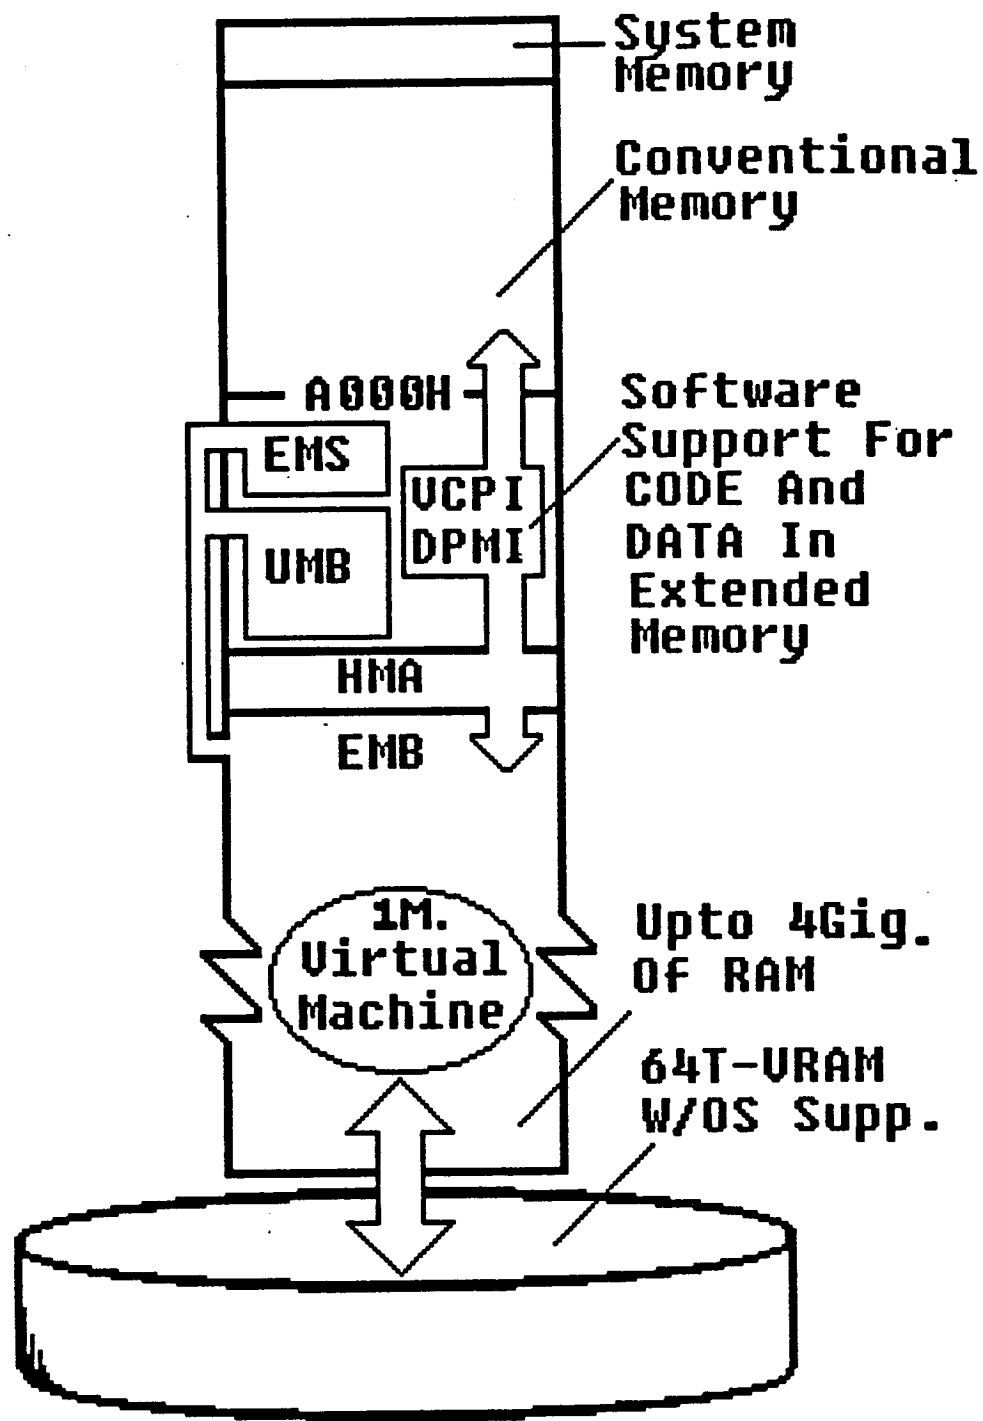 System
Memory
Conventional
Memory
A000H
Software
Support For
CODE And
DATA In
Extended
Memory
EMS
VCPI
DPMI
UMB
HMA
EMB
1M.
Virtual
Machine
Upto 4Gig.
Of RAM
64T-VRAM
W/OS Supp.